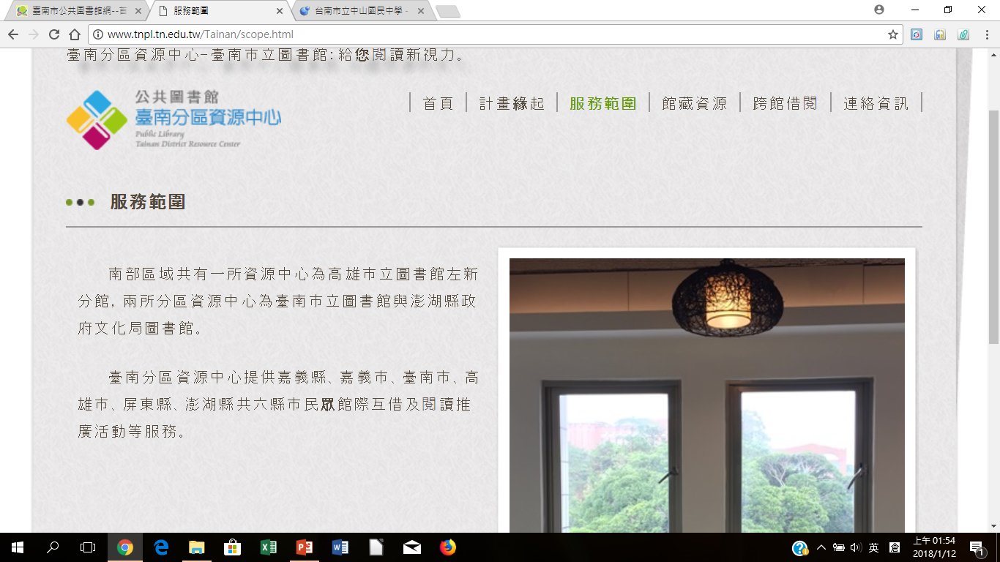 臺南市公共圖書館網--首
服務範圍
台南市立中山國民中學 -
www.tnpl.tn.edu.tw/Tainan/scope.html
臺南分區資源中心-臺南市立圖書館:給您閱讀新視力。
公共圖書館
臺南分區資源中心
Public Library
Tainan District Resource Center
首頁 計畫緣起 服務範圍 館藏資源 跨館借閱 連絡資訊
服務範圍
南部區域共有一所資源中心為高雄市立圖書館左新
分館, 兩所分區資源中心為臺南市立圖書館與澎湖縣政
府文化局圖書館。
臺南分區資源中心提供嘉義縣、嘉義市、臺南市、高
雄市、屏東縣、澎湖縣共六縣市民眾館際互借及閱讀推
廣活動等服務。
英 倉
上午 01:54
2018/1/12
1